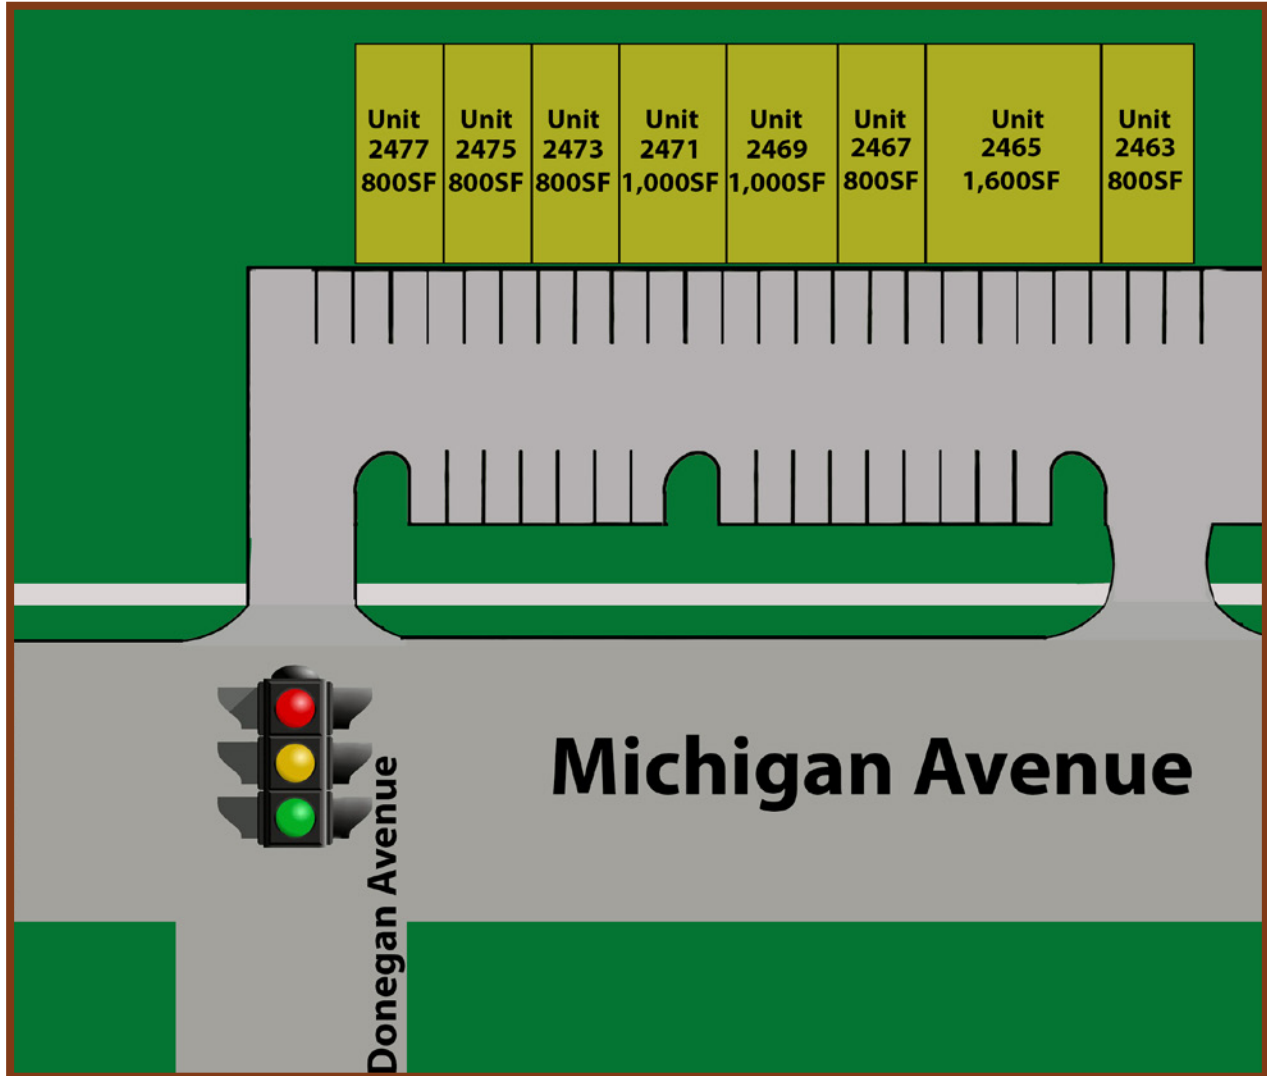 Unit
2477
800SF
Unit
2475
800SF
Unit
2473
800SF
Unit
2471
1,000SF
Unit
2469
1,000SF
Unit
2467
800SF
Unit
2465
1,600SF
Unit
2463
800SF
Michigan Avenue
Donegan Avenue